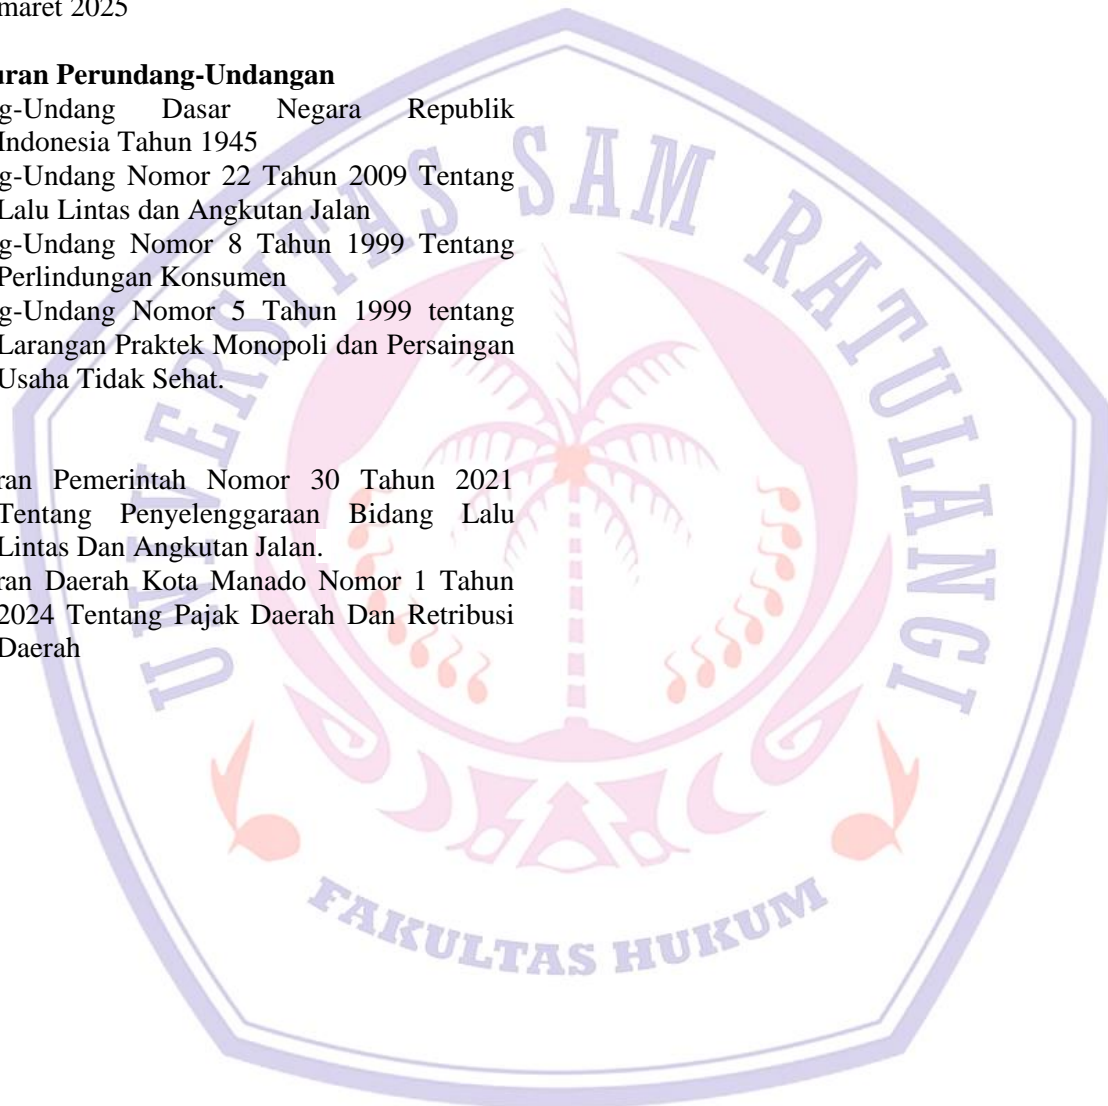 maret 2025
uran Perundang-Undangan
g-Undang Dasar Negara Republik
Indonesia Tahun 1945
g-Undang Nomor 22 Tahun 2009 Tentang
Lalu Lintas dan Angkutan Jalan
g-Undang Nomor 8 Tahun 1999 Tentang
Perlindungan Konsumen
g-Undang Nomor 5 Tahun 1999 tentang
Larangan Praktek Monopoli dan Persaingan
Usaha Tidak Sehat.
ran Pemerintah Nomor 30 Tahun 2021
Tentang Penyelenggaraan Bidang Lalu
Lintas Dan Angkutan Jalan.
ran Daerah Kota Manado Nomor 1 Tahun
2024 Tentang Pajak Daerah Dan Retribusi
Daerah
UNIVERSITAS SAM RATULANGI
FAKULTAS HUKUM